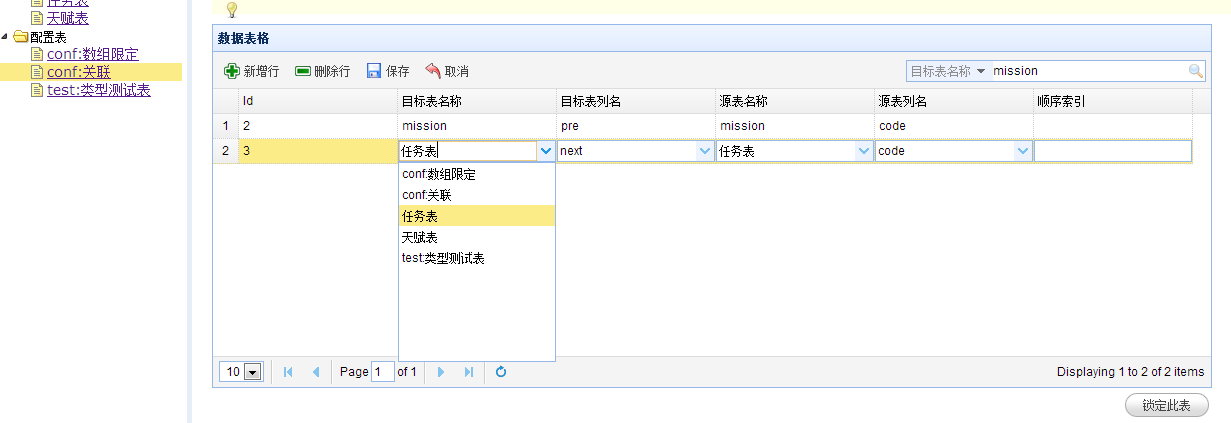 任务表
天赋表
配置表
conf:数组限定
conf:关联
test:类型测试表
数据表格
新增行 删除行 保存 取消 目标表名称 mission
Id 目标表名称 目标表列名 源表名称 源表列名 顺序索引
1 2 mission pre mission code
2 3 任务表 next 任务表 code
conf:数组限定
conf:关联
任务表
天赋表
test:类型测试表
10 Page 1 of 1 Displaying 1 to 2 of 2 items
锁定此表